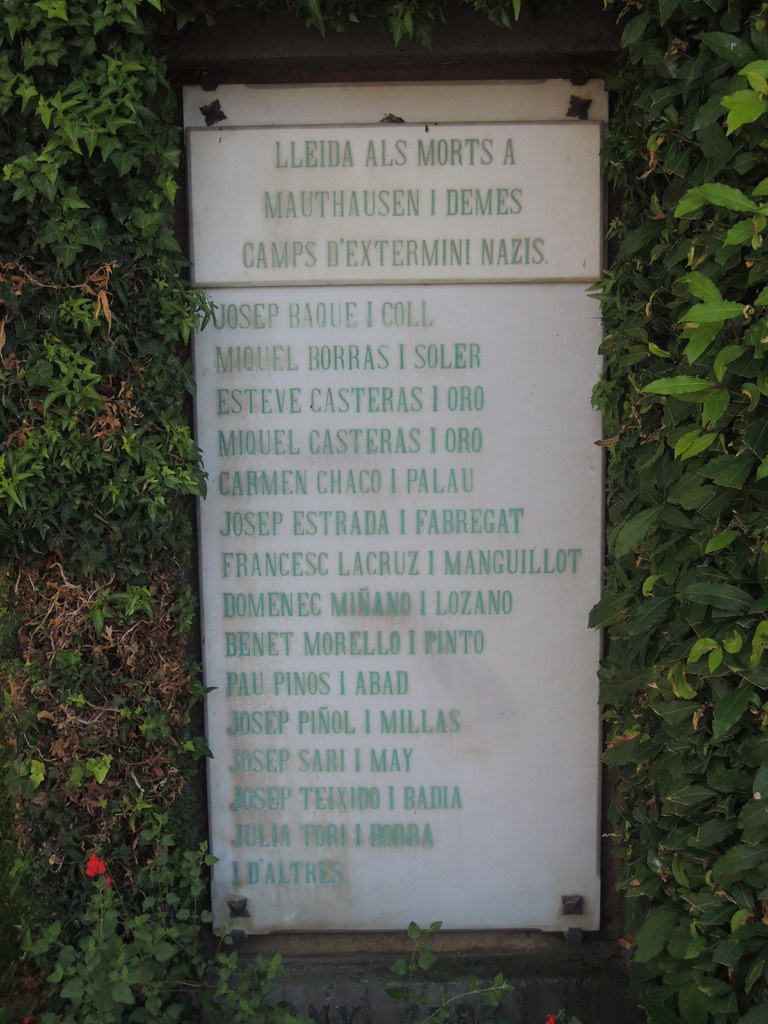 LLEIDA ALS MORTS A
MAUTHAUSEN I DEMES
CAMPS D'EXTERMINI NAZIS.
JOSEP BAQUE I COLL
MIQUEL BORRAS I SOLER
ESTEVE CASTERAS I ORO
MIQUEL CASTERAS I ORO
CARMEN CHACO I PALAU
JOSEP ESTRADA I FABREGAT
FRANCESC LACRUZ I MANGUILLOT
DOMENEC MIÑANO I LOZANO
BENET MORELLO I PINTO
PAU PINOS I ABAD
JOSEP PIÑOL I MILLAS
JOSEP SARI I MAY
JOSEP TEIXIDO I BADIA
JULIA TORI I BORRA
I D'ALTRES.